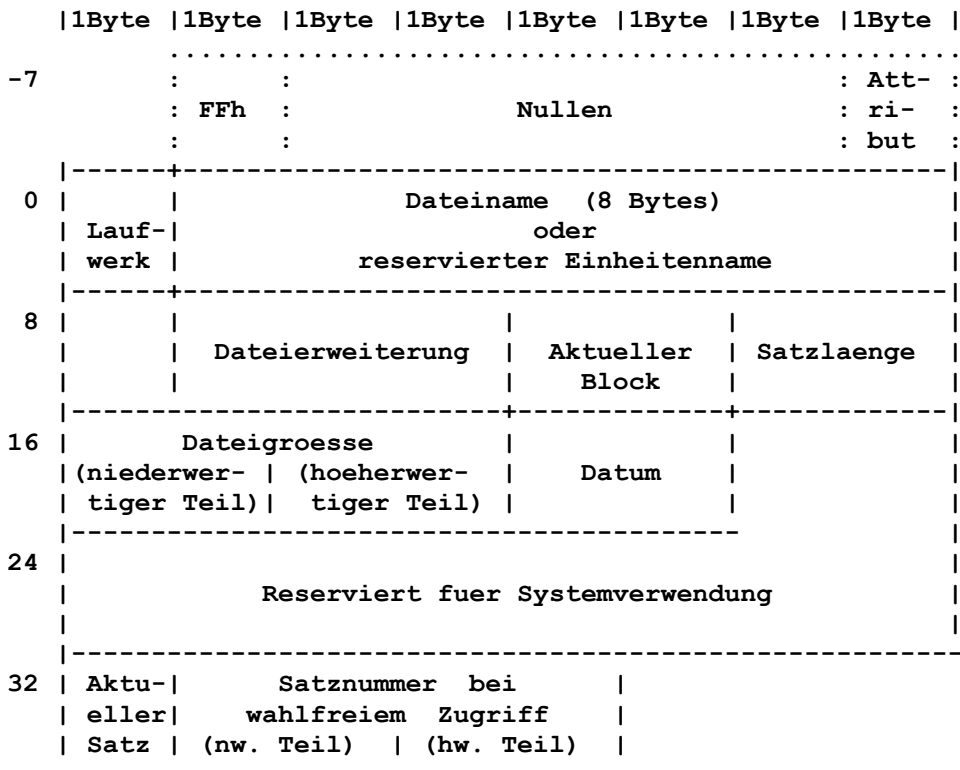 |1Byte |1Byte |1Byte |1Byte |1Byte |1Byte |1Byte |1Byte |
.................................................
-7 : : : Att- :
: FFh : Nullen : ri- :
: : : but :
|------+------------------------------------------------|
0 | | Dateiname (8 Bytes) |
| Lauf-| oder |
| werk | reservierter Einheitenname |
|------+------------------------------------------------|
8 | | | | |
| | Dateierweiterung | Aktueller | Satzlaenge |
| | | Block | |
|---------------------------+-------------+-------------|
16 | Dateigroesse | | |
|(niederwer- | (hoeherwer- | Datum | |
| tiger Teil)| tiger Teil) | | |
|------------------------------------------ |
24 | |
| Reserviert fuer Systemverwendung |
| |
|--------------------------------------------------------
32 | Aktu-| Satznummer bei |
| eller| wahlfreiem Zugriff |
| Satz | (nw. Teil) | (hw. Teil) |